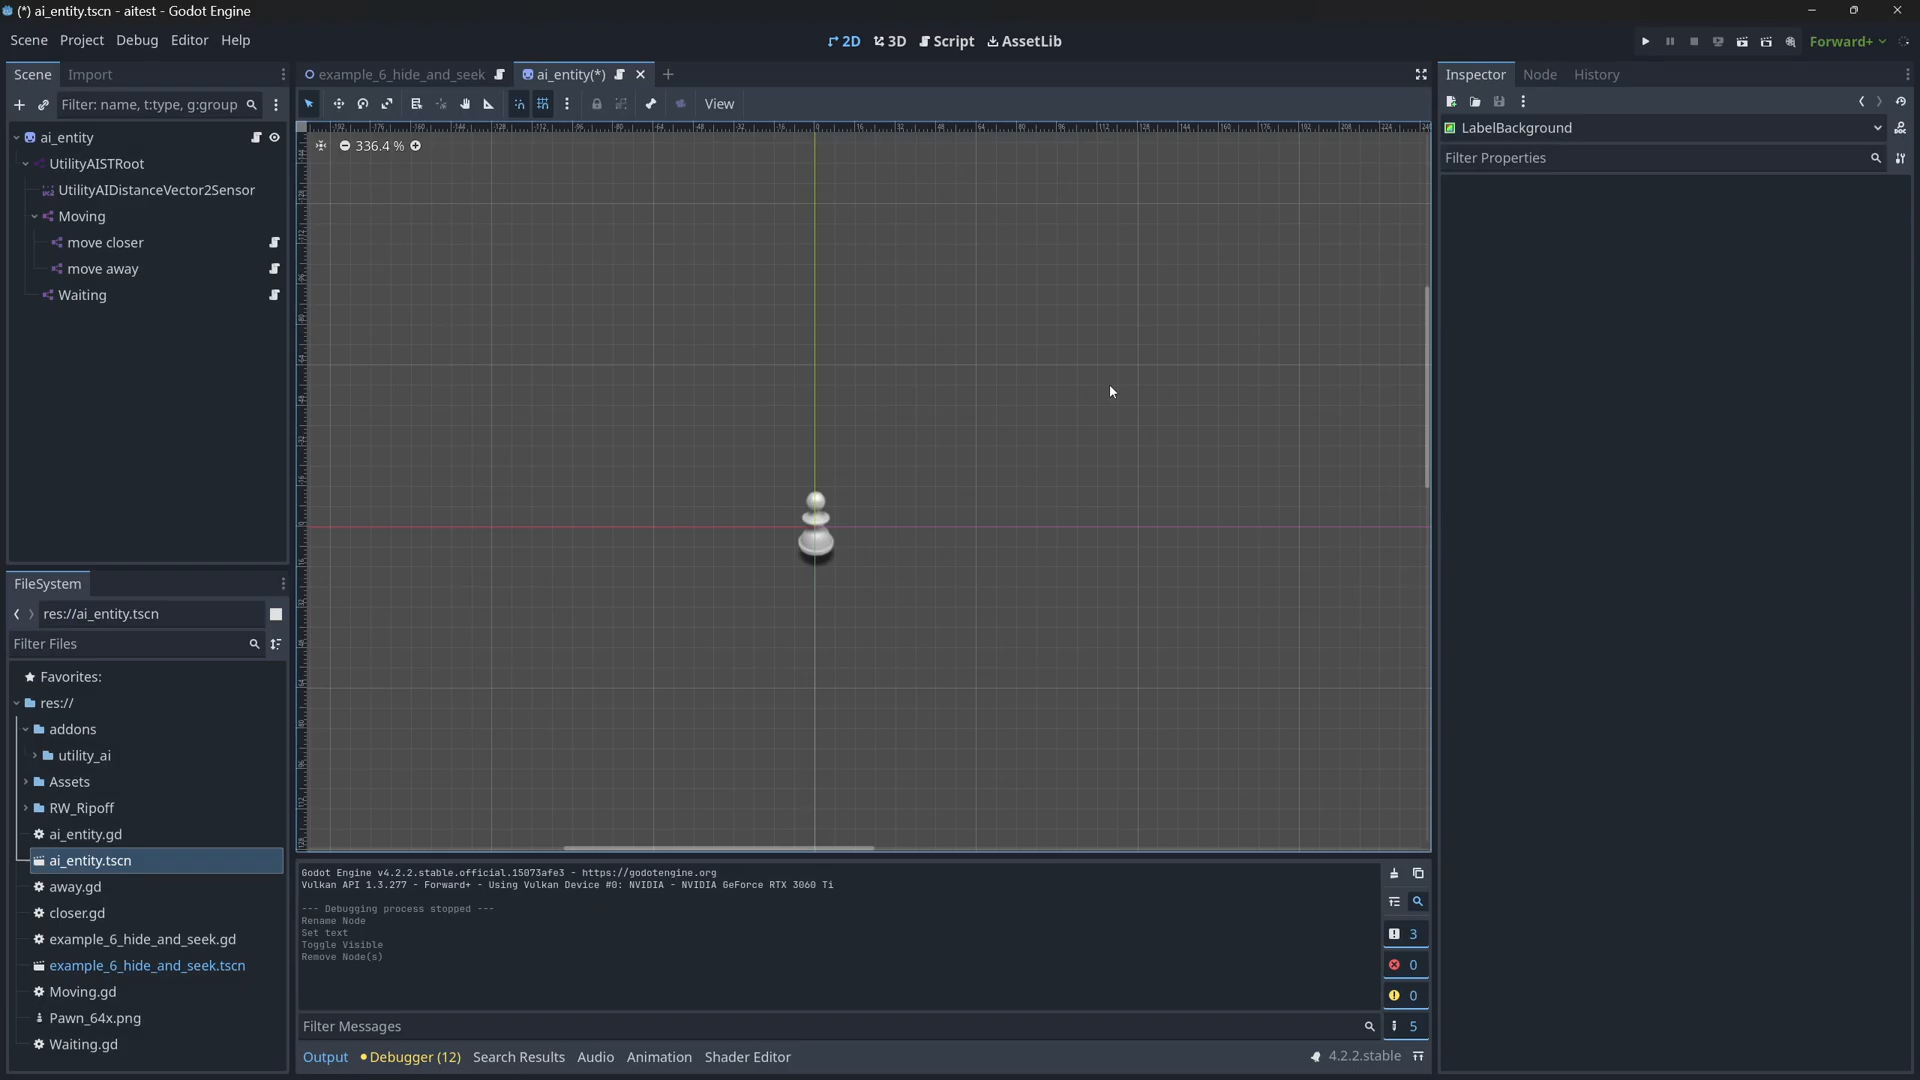 (*) ai_entity.tscn - aitest - Godot Engine
Scene Project Debug Editor Help
2D 3D Script AssetLib
Forward+
Scene Import
example_6_hide_and_seek ai_entity(*)
Inspector Node History
Filter: name, t:type, g:group
View
LabelBackground
Filter Properties
ai_entity
UtilityAISTRoot
UtilityAIDistanceVector2Sensor
Moving
move closer
move away
Waiting
336.4 %
FileSystem
res://ai_entity.tscn
Filter Files
Favorites:
res://
addons
utility_ai
Assets
RW_Ripoff
ai_entity.gd
ai_entity.tscn
away.gd
closer.gd
example_6_hide_and_seek.gd
example_6_hide_and_seek.tscn
Moving.gd
Pawn_64x.png
Waiting.gd
Godot Engine v4.2.2.stable.official.15073afe3 - https://godotengine.org
Vulkan API 1.3.277 - Forward+ - Using Vulkan Device #0: NVIDIA - NVIDIA GeForce RTX 3060 Ti
--- Debugging process stopped ---
Rename Node
Set text
Toggle Visible
Remove Node(s)
3
0
0
5
Filter Messages
Output Debugger (12) Search Results Audio Animation Shader Editor
4.2.2.stable